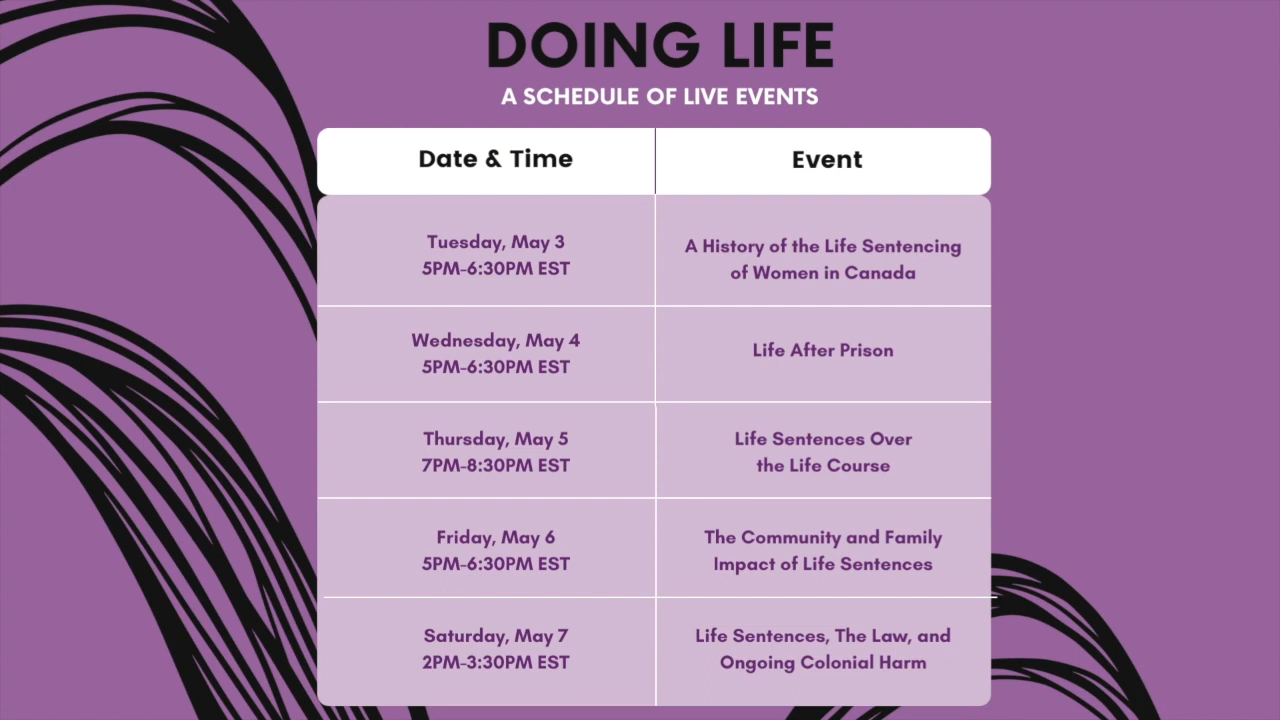 DOING LIFE
A SCHEDULE OF LIVE EVENTS
Date & Time
Event
Tuesday, May 3
5PM-6:30PM EST
A History of the Life Sentencing
of Women in Canada
Wednesday, May 4
5PM-6:30PM EST
Life After Prison
Thursday, May 5
7PM-8:30PM EST
Life Sentences Over
the Life Course
Friday, May 6
5PM-6:30PM EST
The Community and Family
Impact of Life Sentences
Saturday, May 7
2PM-3:30PM EST
Life Sentences, The Law, and
Ongoing Colonial Harm